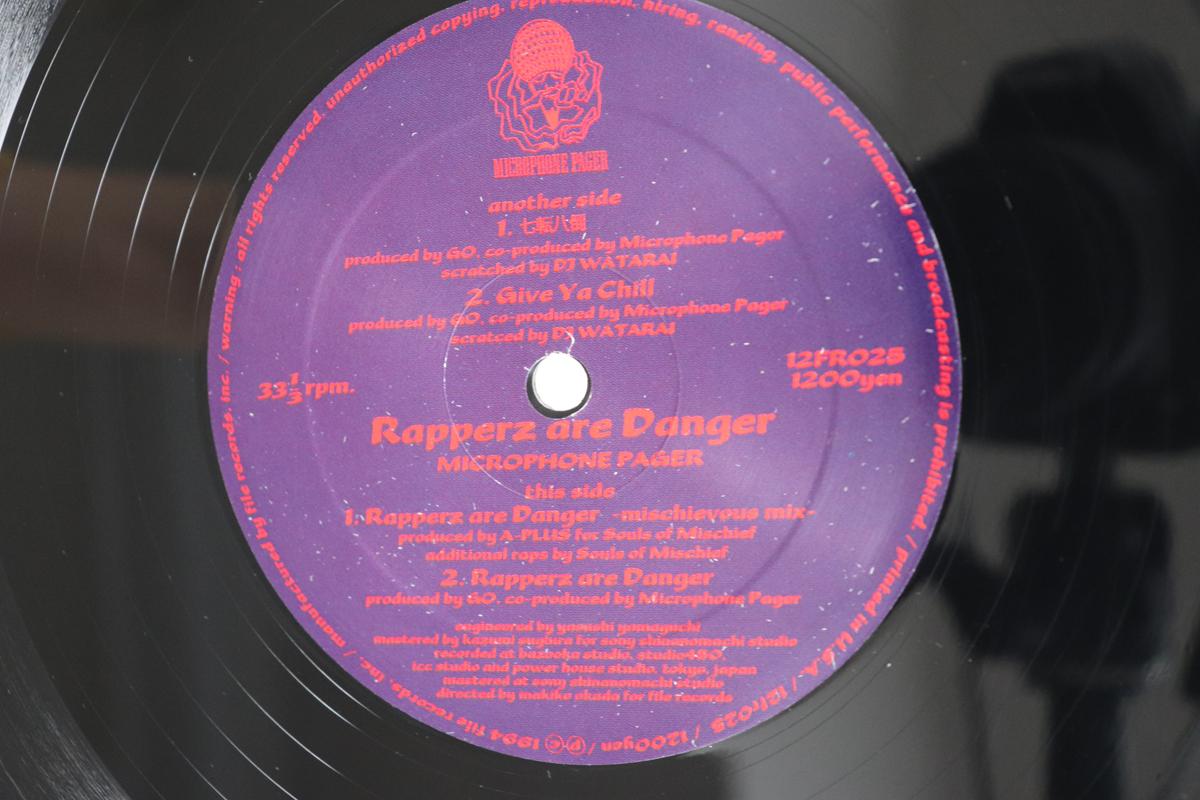 MICROPHONE PAGER
another side
1. 七転八倒
produced by GO. co-produced by Microphone Pager
scratched by DJ WATARAI
2. Give Ya Chill
produced by GO. co-produced by Microphone Pager
scratced by DJ WATARAI
33 1/3 rpm.
12FR025
1200yen
Rapperz are Danger
MICROPHONE PAGER
this side
1. Rapperz are Danger -mischievous mix-
produced by A-PLUS for Souls of Mischief
additional raps by Souls of Mischief
2. Rapperz are Danger
produced by GO. co-produced by Microphone Pager
engineered by yasushi yamaguchi
mastered by kazumi sugiura for sony shinanomachi studio
recorded at bazooka studio, studio480,
icc studio and power house studio, tokyo, japan
mastered at sony shinanomachi studio
directed by makiko okada for file records
℗© 1994 file records, inc. / manufactured by file records, inc. / warning : all rights reserved. unauthorized copying, reproduction, hiring, rending, public performance and broadcasting is prohibited. / printed in U.S.A. / 12fr025 / 1200yen /